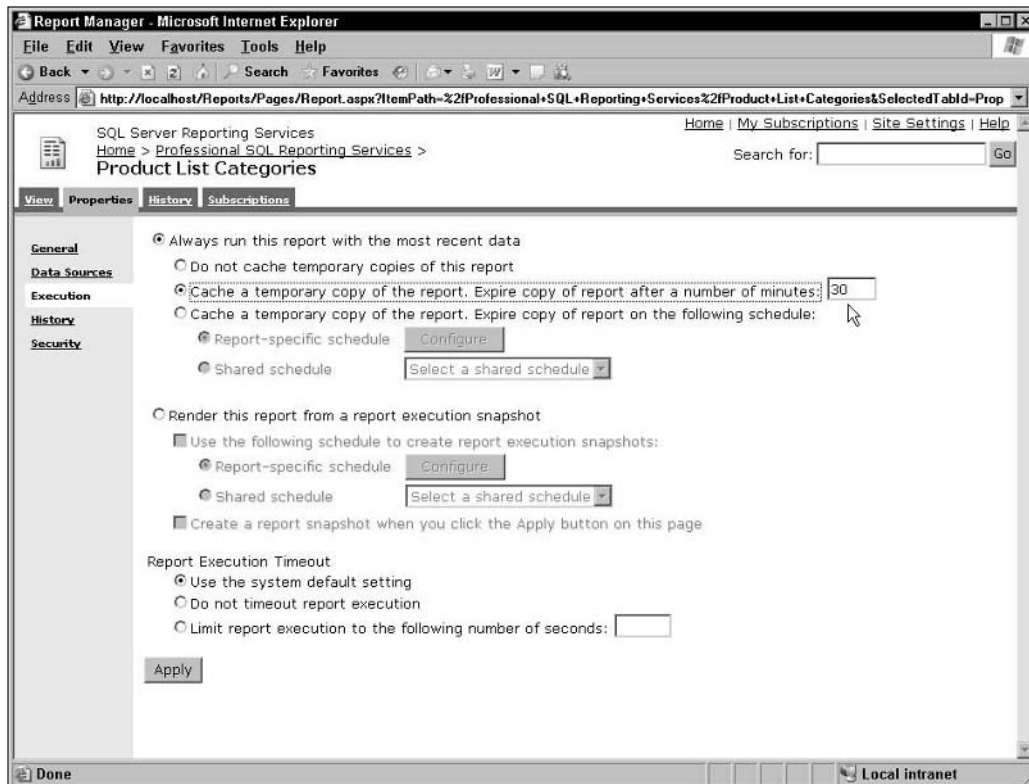 Report Manager - Microsoft Internet Explorer
File Edit View Favorites Tools Help
Back Search Favorites
Address http://localhost/Reports/Pages/Report.aspx?ItemPath=%2fProfessional+SQL+Reporting+Services%2fProduct+List+Categories&SelectedTabId=Prop
Home | My Subscriptions | Site Settings | Help
SQL Server Reporting Services
Home > Professional SQL Reporting Services >
Product List Categories
Search for: Go
View Properties History Subscriptions
General
Data Sources
Execution
History
Security
Always run this report with the most recent data
Do not cache temporary copies of this report
Cache a temporary copy of the report. Expire copy of report after a number of minutes: 30
Cache a temporary copy of the report. Expire copy of report on the following schedule:
Report-specific schedule Configure
Shared schedule Select a shared schedule
Render this report from a report execution snapshot
Use the following schedule to create report execution snapshots:
Report-specific schedule Configure
Shared schedule Select a shared schedule
Create a report snapshot when you click the Apply button on this page
Report Execution Timeout
Use the system default setting
Do not timeout report execution
Limit report execution to the following number of seconds:
Apply
Done Local intranet